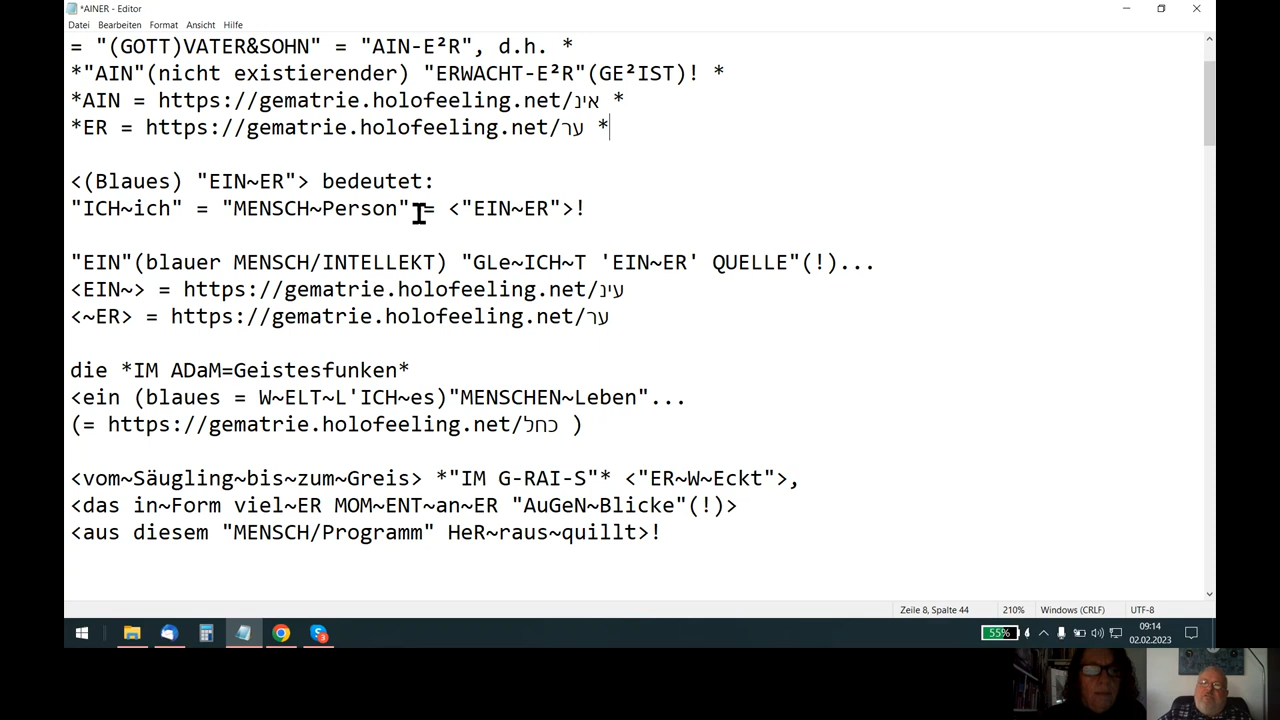 *AINER - Editor
Datei Bearbeiten Format Ansicht Hilfe
= "(GOTT)VATER&SOHN" = "AIN-E²R", d.h. *
*"AIN"(nicht existierender) "ERWACHT-E²R"(GE²IST)! *
*AIN = https://gematrie.holofeeling.net/אינ *
*ER = https://gematrie.holofeeling.net/ער *
<(Blaues) "EIN~ER"> bedeutet:
"ICH~ich" = "MENSCH~Person" = <"EIN~ER">!
"EIN"(blauer MENSCH/INTELLEKT) "GLe~ICH~T 'EIN~ER' QUELLE"(!)...
<EIN~> = https://gematrie.holofeeling.net/עינ
<~ER> = https://gematrie.holofeeling.net/ער
die *IM ADaM=Geistesfunken*
<ein (blaues = W~ELT~L'ICH~es)"MENSCHEN~Leben"...
(= https://gematrie.holofeeling.net/כחל )
<vom~Säugling~bis~zum~Greis> *"IM G-RAI-S"* <"ER~W~Eckt">,
<das in~Form viel~ER MOM~ENT~an~ER "AuGeN~Blicke"(!)>
<aus diesem "MENSCH/Programm" HeR~raus~quillt>!
Zeile 8, Spalte 44 210% Windows (CRLF) UTF-8
55% 09:14
02.02.2023